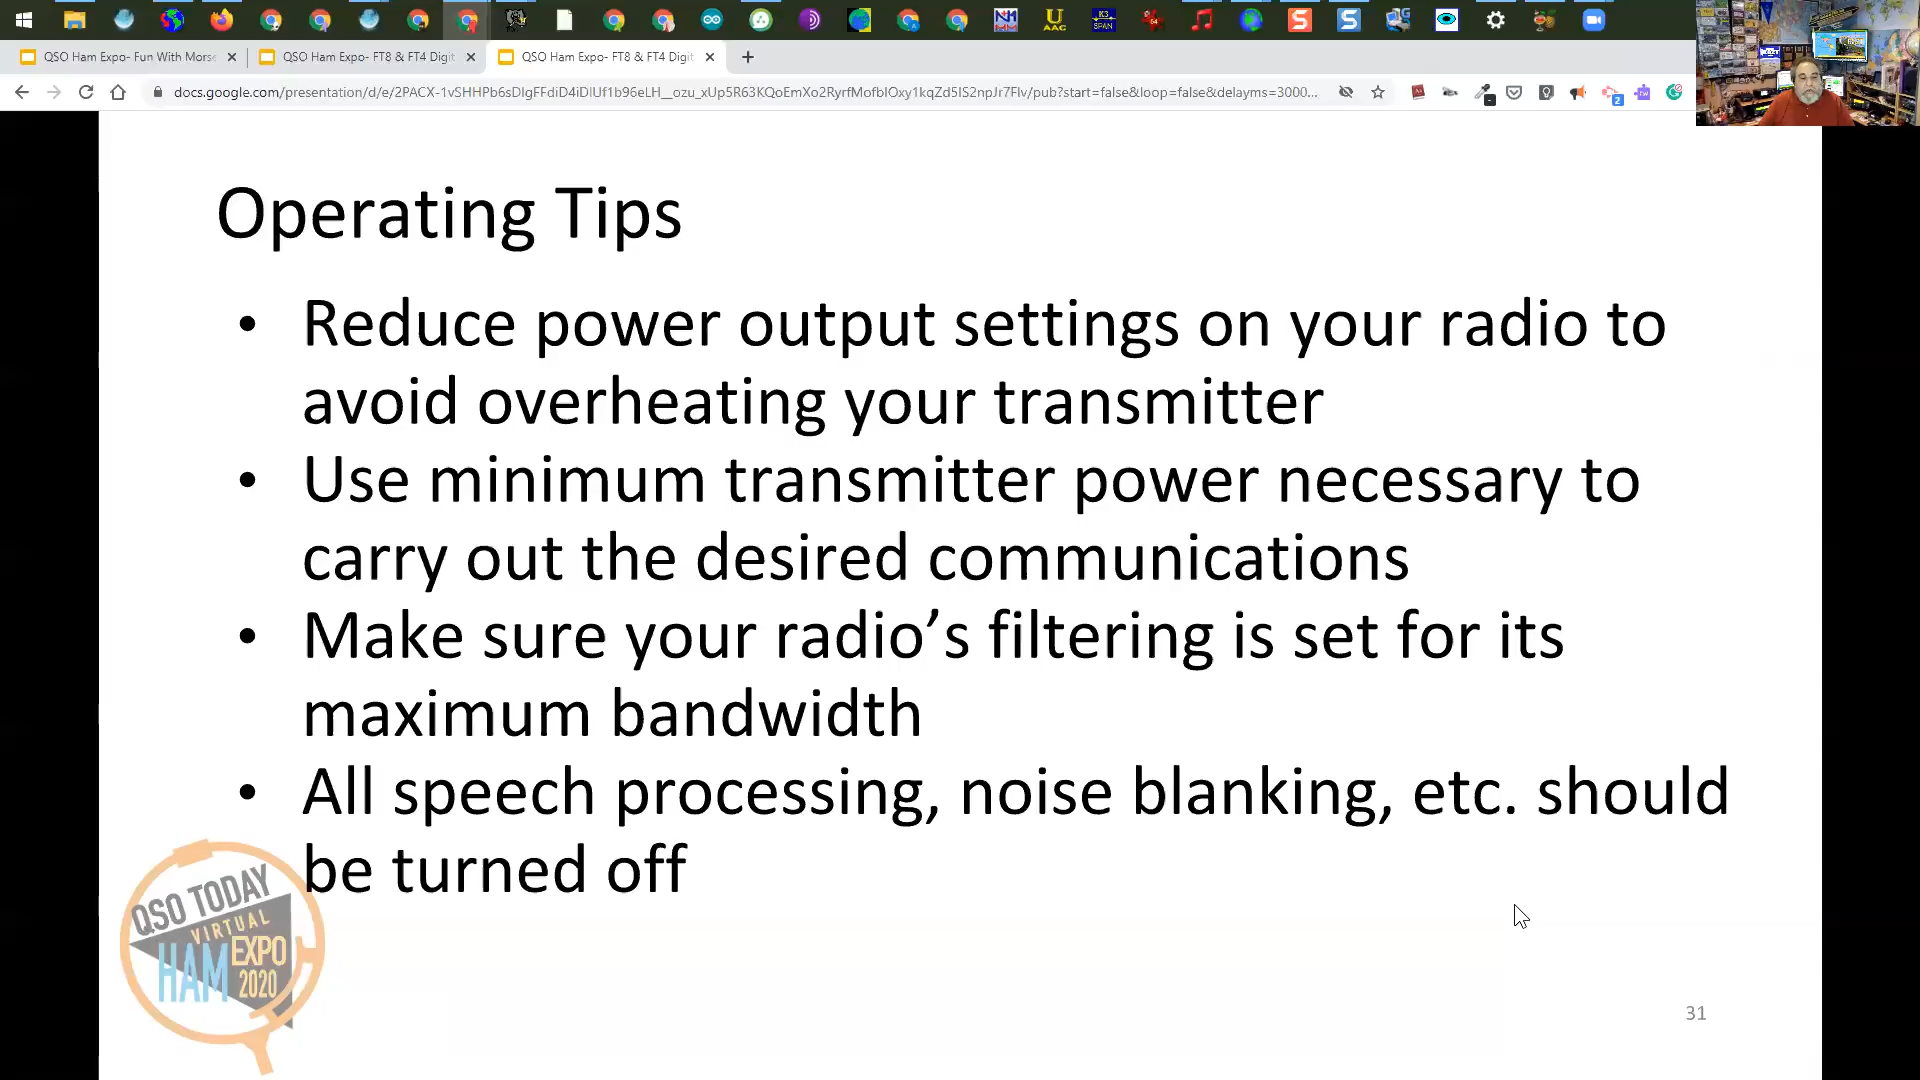 QSO Ham Expo- Fun With Morse
QSO Ham Expo- FT8 & FT4 Digit
QSO Ham Expo- FT8 & FT4 Digit
docs.google.com/presentation/d/e/2PACX-1vSHHPb6sDIgFFdiD4iDlUf1b96eLH__ozu_xUp5R63KQoEmXo2RyrfMofbIOxy1kqZd5IS2npJr7FIv/pub?start=false&loop=false&delayms=3000...
Operating Tips
• Reduce power output settings on your radio to
avoid overheating your transmitter
• Use minimum transmitter power necessary to
carry out the desired communications
• Make sure your radio’s filtering is set for its
maximum bandwidth
• All speech processing, noise blanking, etc. should
be turned off
QSO TODAY
VIRTUAL
HAM EXPO
2020
31